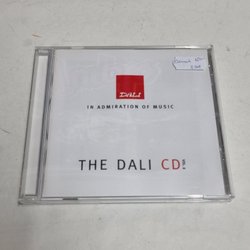 DALI
IN ADMIRATION OF MUSIC
THE DALI CD